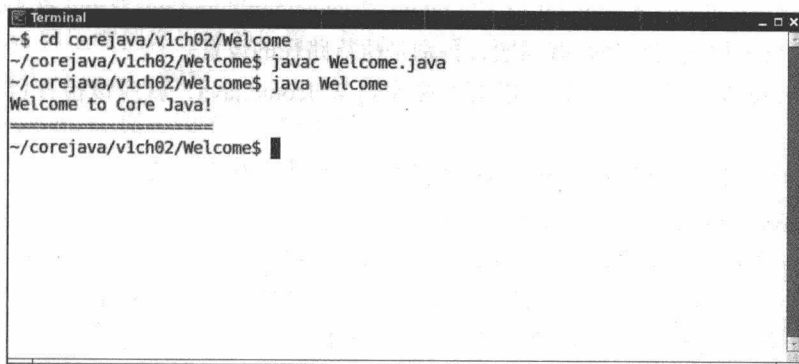 Terminal
~$ cd corejava/v1ch02/Welcome
~/corejava/v1ch02/Welcome$ javac Welcome.java
~/corejava/v1ch02/Welcome$ java Welcome
Welcome to Core Java!
=====================
~/corejava/v1ch02/Welcome$